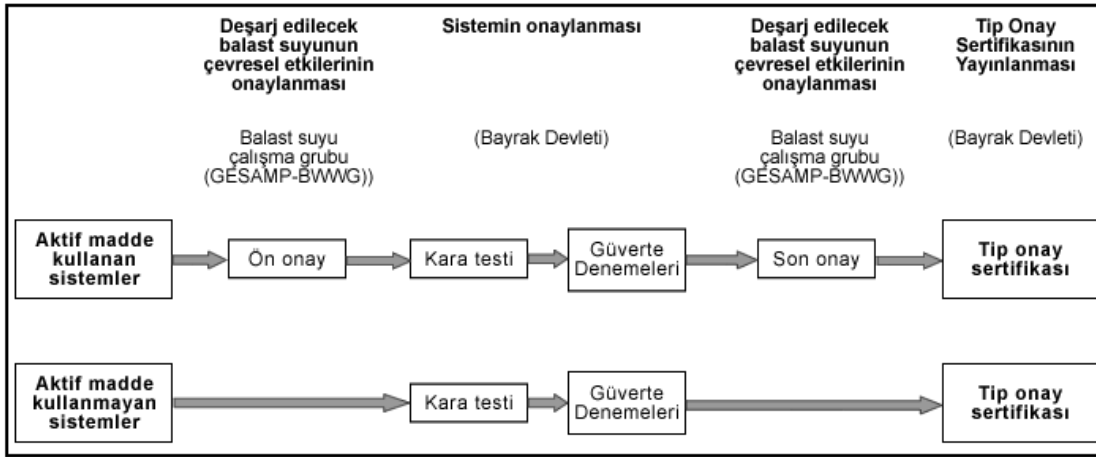 Deşarj edilecek
balast suyunun
çevresel etkilerinin
onaylanması
Sistemin onaylanması
Deşarj edilecek
balast suyunun
çevresel etkilerinin
onaylanması
Tip Onay
Sertifikasının
Yayınlanması
Balast suyu
çalışma grubu
(GESAMP-BWWG))
(Bayrak Devleti)
Balast suyu
çalışma grubu
(GESAMP-BWWG))
(Bayrak Devleti)
Aktif madde
kullanan
sistemler
Ön onay
Kara testi
Güverte
Denemeleri
Son onay
Tip onay
sertifikası
Aktif madde
kullanmayan
sistemler
Kara testi
Güverte
Denemeleri
Tip onay
sertifikası